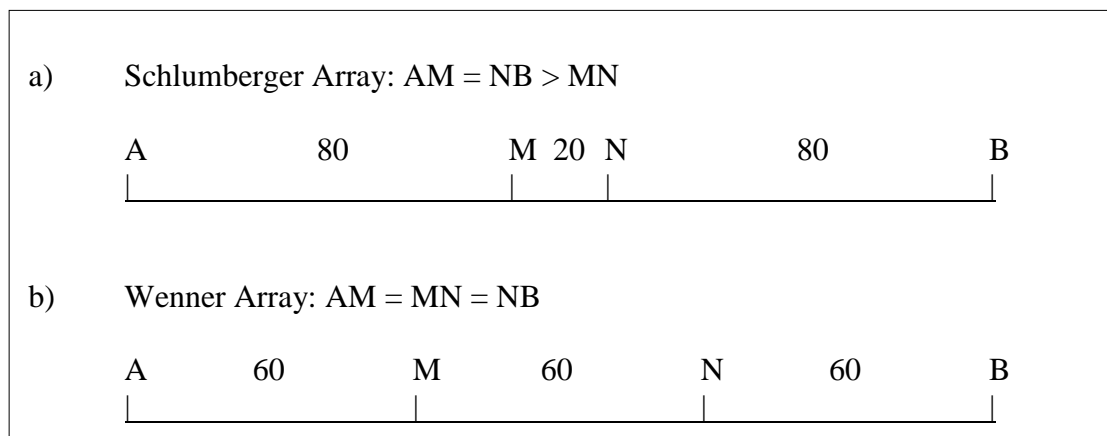 a) Schlumberger Array: AM = NB > MN
A 80 M 20 N 80 B
b) Wenner Array: AM = MN = NB
A 60 M 60 N 60 B